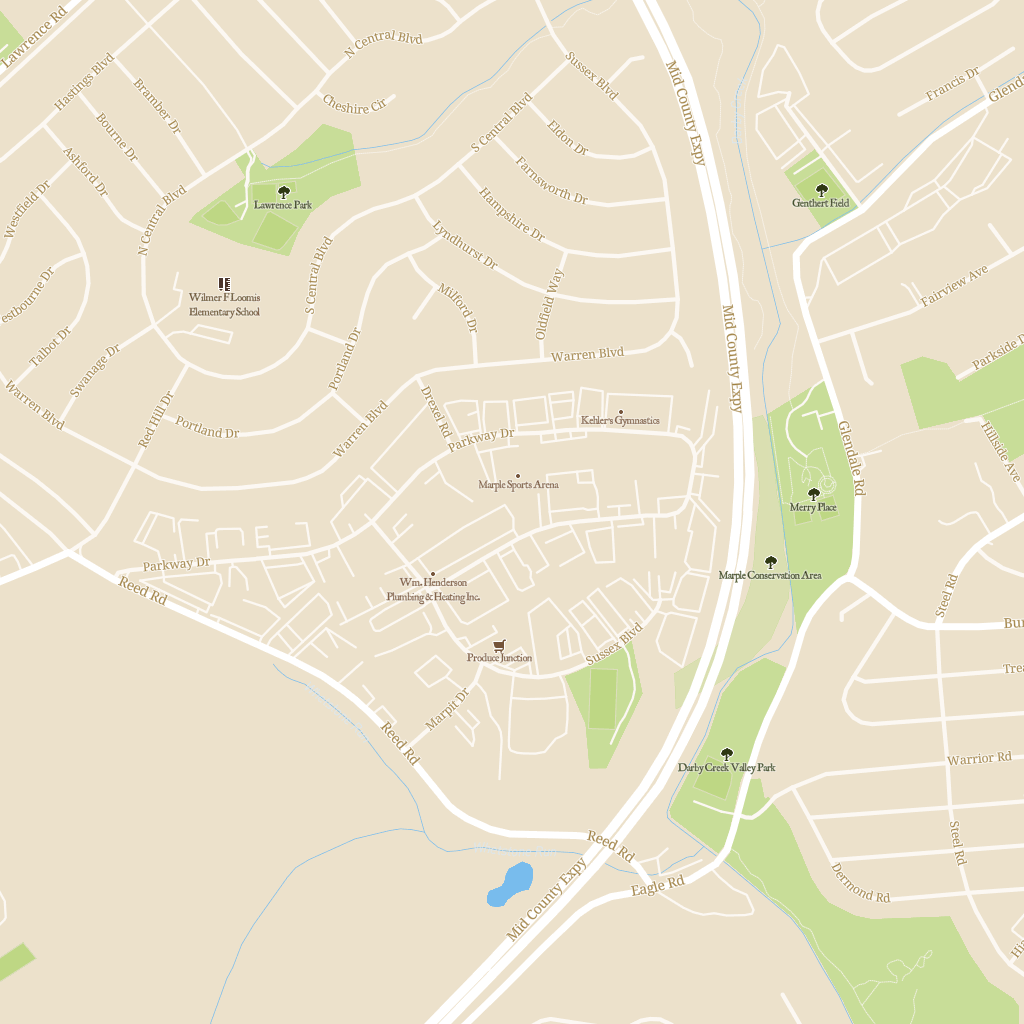 Lawrence Rd
N Central Blvd
Sussex Blvd
Mid County Expy
Francis Dr
Hastings Blvd
Bramber Dr
Cheshire Cir
S Central Blvd
Eldon Dr
Bourne Dr
Ashford Dr
Farnsworth Dr
Westfield Dr
N Central Blvd
Lawrence Park
Genthert Field
Hampshire Dr
Lyndhurst Dr
S Central Blvd
Wilmer F Loomis
Elementary School
Oldfield Way
Milford Dr
Fairview Ave
Talbot Dr
Swanage Dr
Portland Dr
Warren Blvd
Mid County Expy
Warren Blvd
Red Hill Dr
Portland Dr
Warren Blvd
Drexel Rd
Parkway Dr
Kehler's Gymnastics
Glendale Rd
Hillside Ave
Marple Sports Arena
Merry Place
Parkway Dr
Reed Rd
Wm. Henderson
Plumbing & Heating Inc.
Marple Conservation Area
Steel Rd
Produce Junction
Sussex Blvd
Marpit Dr
Reed Rd
Darby Creek Valley Park
Warrior Rd
Steel Rd
Reed Rd
Dermond Rd
Eagle Rd
Mid County Expy